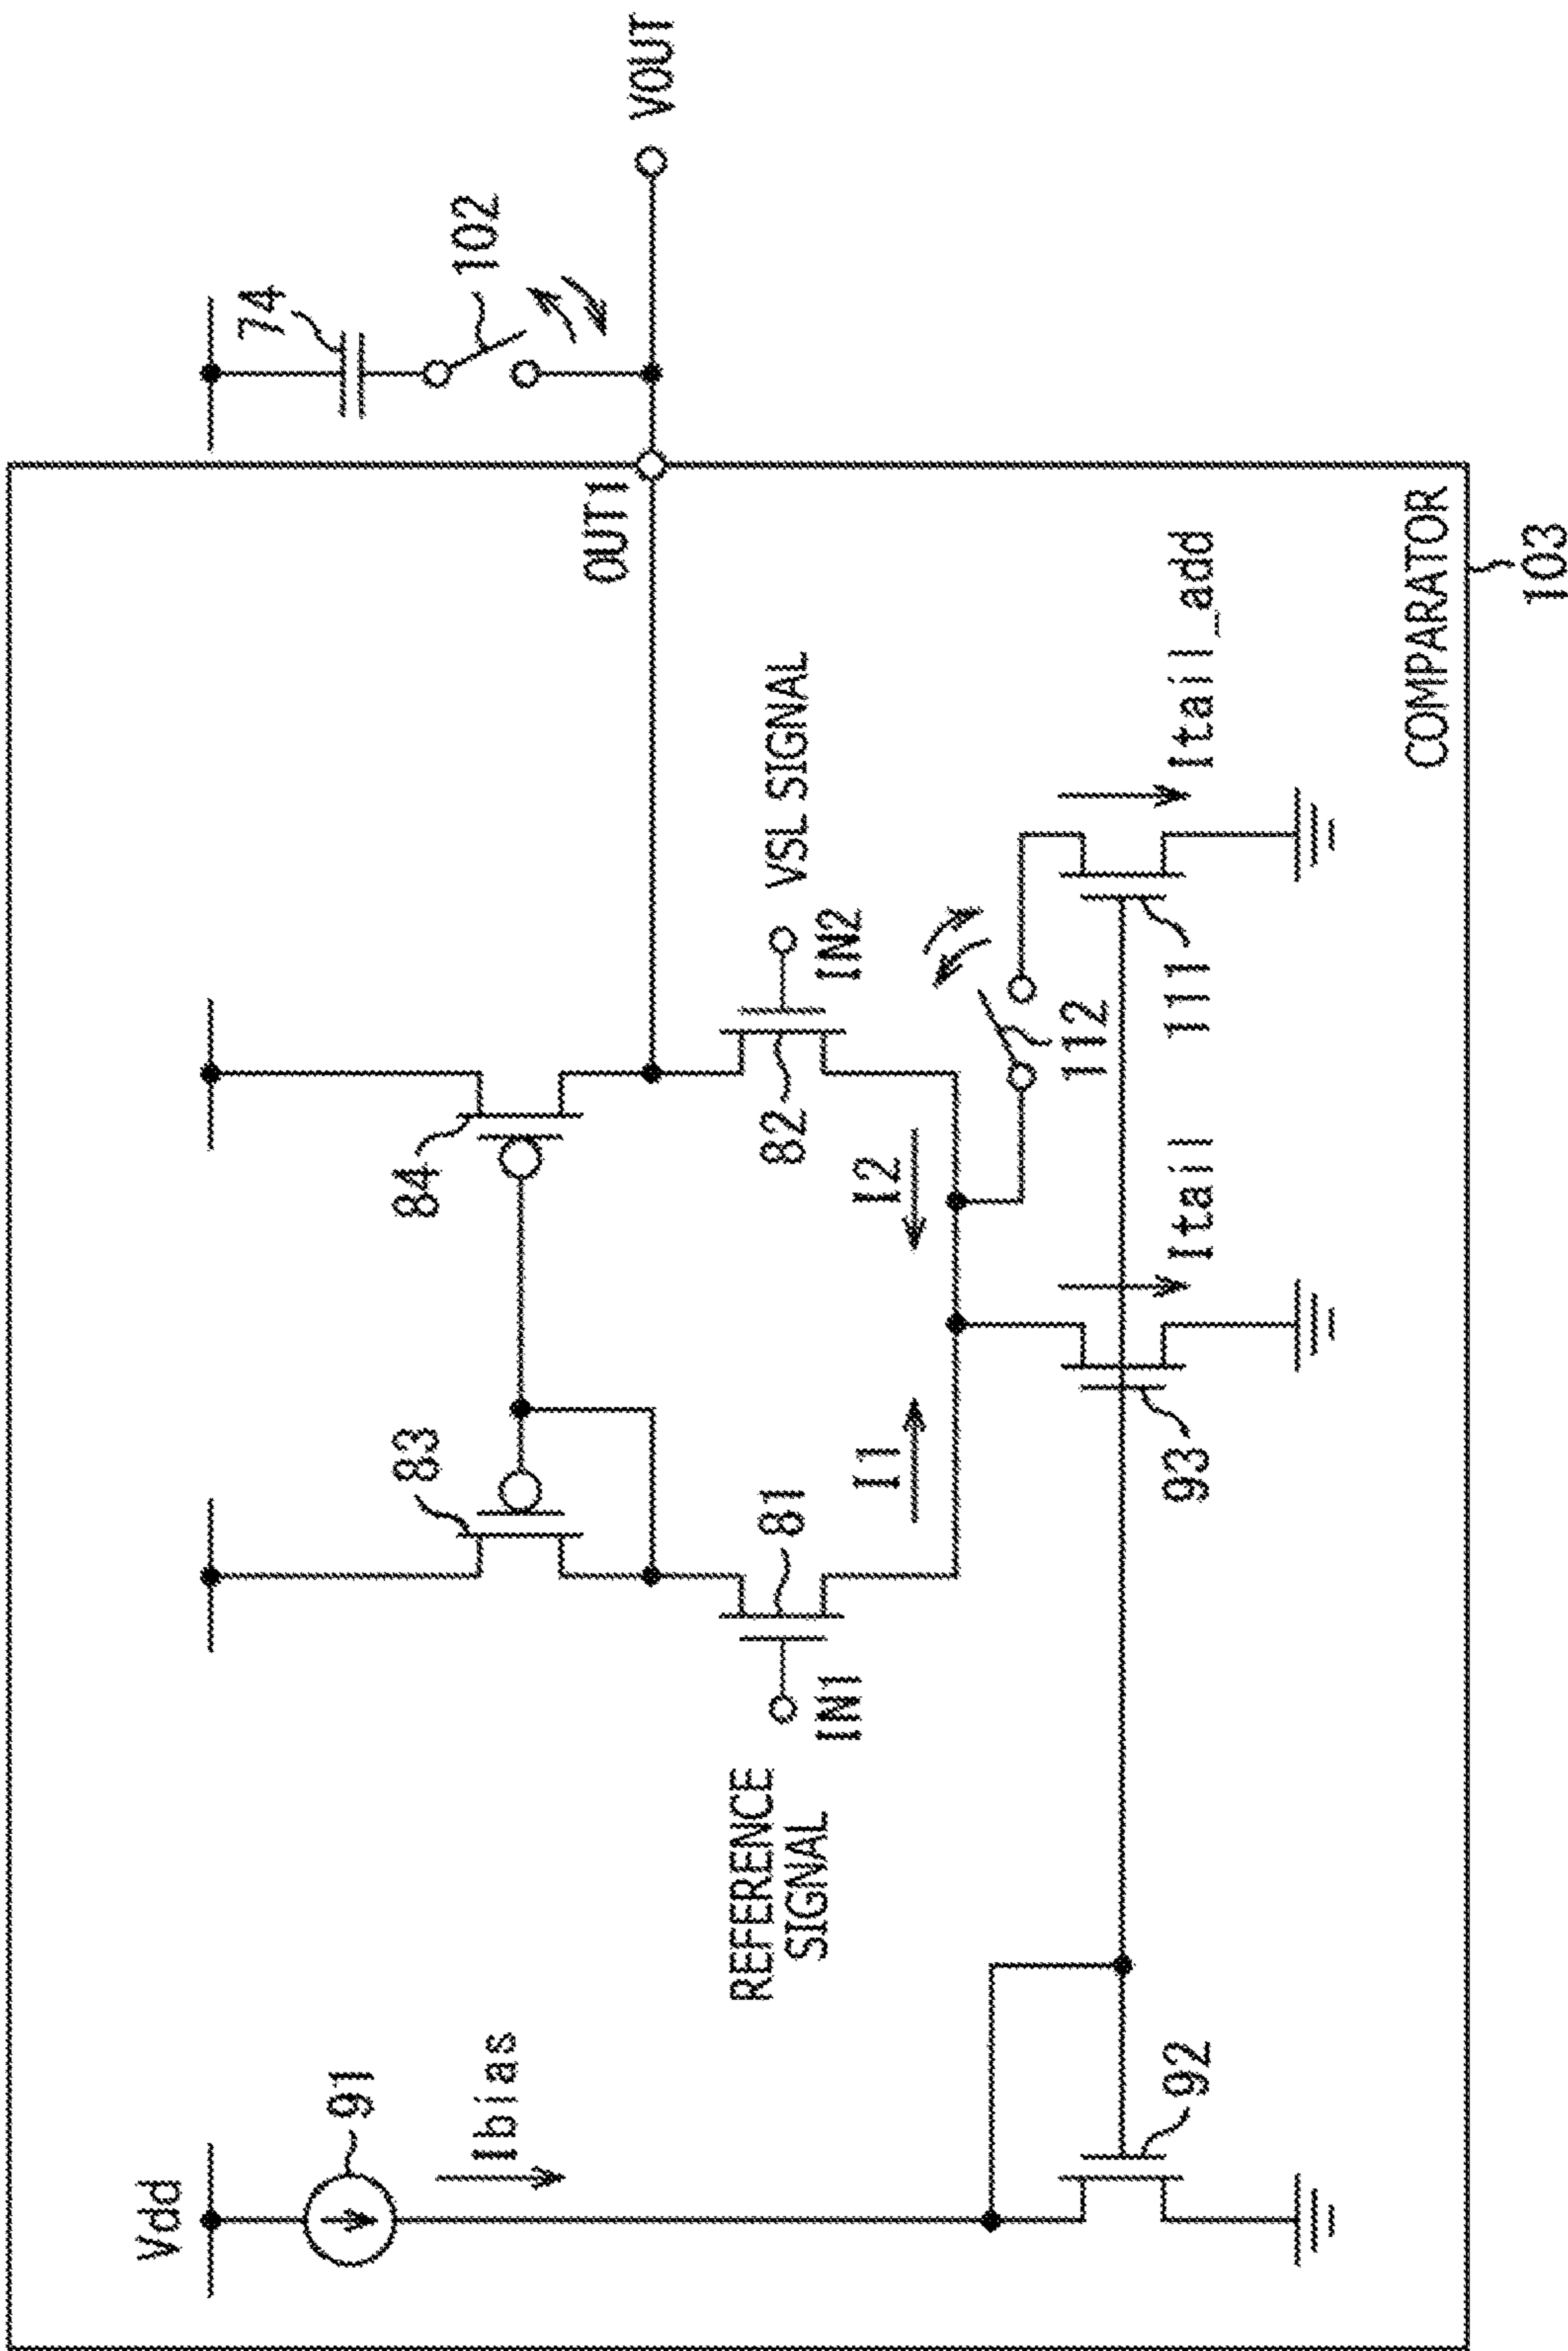 Vdd
91
Ibias
83
84
74
102
OUT1
VOUT
REFERENCE
SIGNAL
IN1
81
82
IN2
VSL SIGNAL
I1
I2
112
92
93
Itail
111
Itail_add
COMPARATOR
103